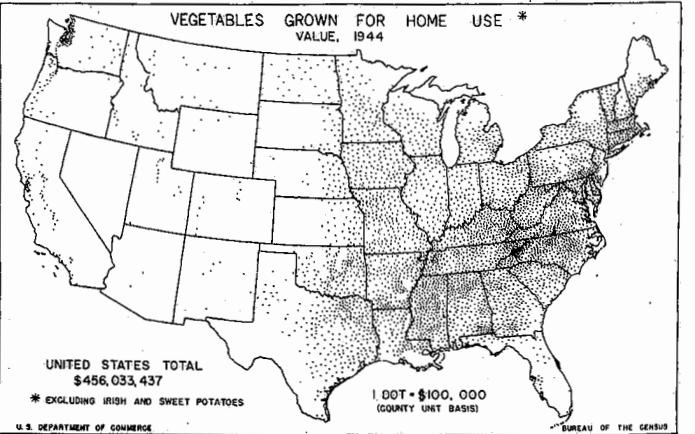 VEGETABLES GROWN FOR HOME USE *
VALUE, 1944
UNITED STATES TOTAL
$456,033,437
* EXCLUDING IRISH AND SWEET POTATOES
1 DOT = $100,000
(COUNTY UNIT BASIS)
U. S. DEPARTMENT OF COMMERCE
BUREAU OF THE CENSUS